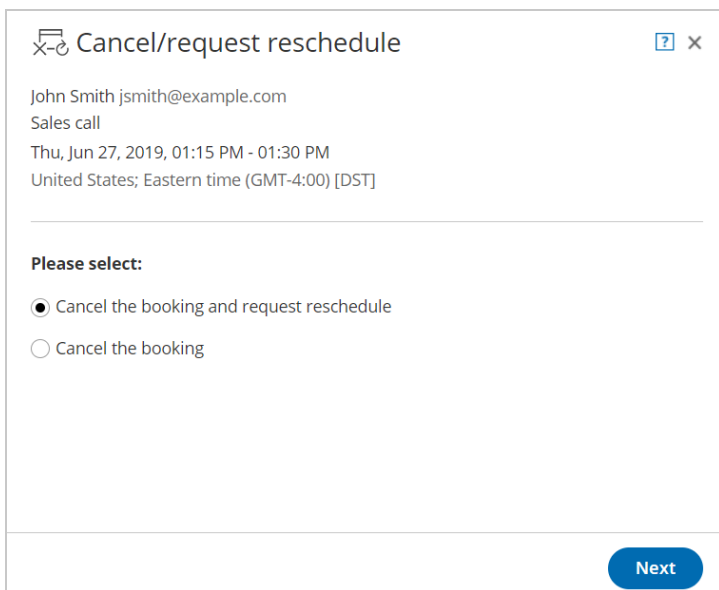 Cancel/request reschedule ?
John Smith jsmith@example.com
Sales call
Thu, Jun 27, 2019, 01:15 PM - 01:30 PM
United States; Eastern time (GMT-4:00) [DST]
Please select:
Cancel the booking and request reschedule
Cancel the booking
Next